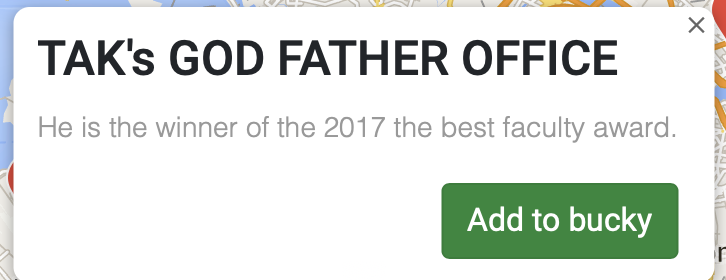 TAK's GOD FATHER OFFICE
He is the winner of the 2017 the best faculty award.
Add to bucky